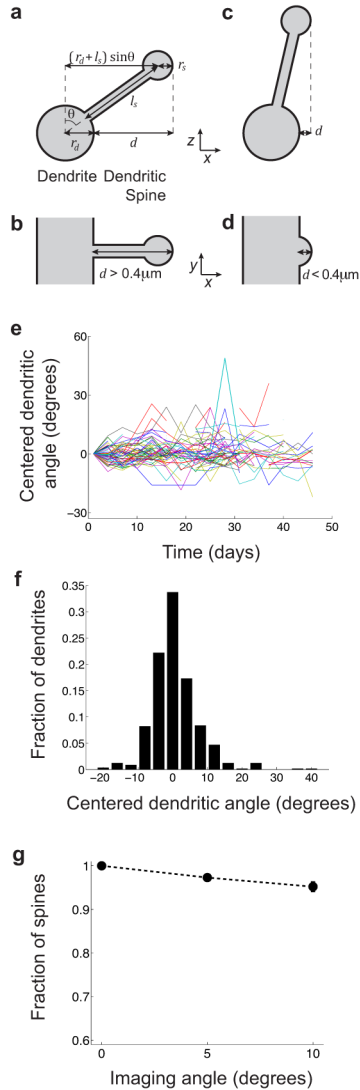 a
c
(r_d + l_s) sinθ
r_s
θ
l_s
r_d
d
d
z
x
Dendrite
Dendritic
Spine
b
d
y
x
d > 0.4µm
d < 0.4µm
e
60
30
0
−30
0
10
20
30
40
50
Centered dendritic
angle (degrees)
Time (days)
f
0.35
0.3
0.25
0.2
0.15
0.1
0.05
0
−20
−10
0
10
20
30
40
Fraction of dendrites
Centered dendritic angle (degrees)
g
1
0.9
0.8
0.7
0.6
0
5
10
Fraction of spines
Imaging angle (degrees)